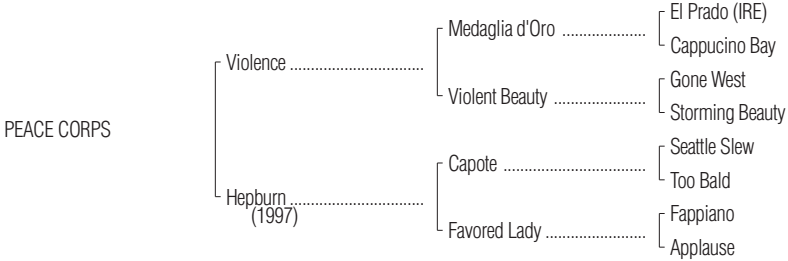 El Prado (IRE)
Medaglia d'Oro ......................
Cappucino Bay
Violence ...............................
Gone West
Violent Beauty ........................
Storming Beauty
PEACE CORPS
Seattle Slew
Capote ....................................
Too Bald
Hepburn ...............................
(1997)
Fappiano
Favored Lady ..........................
Applause